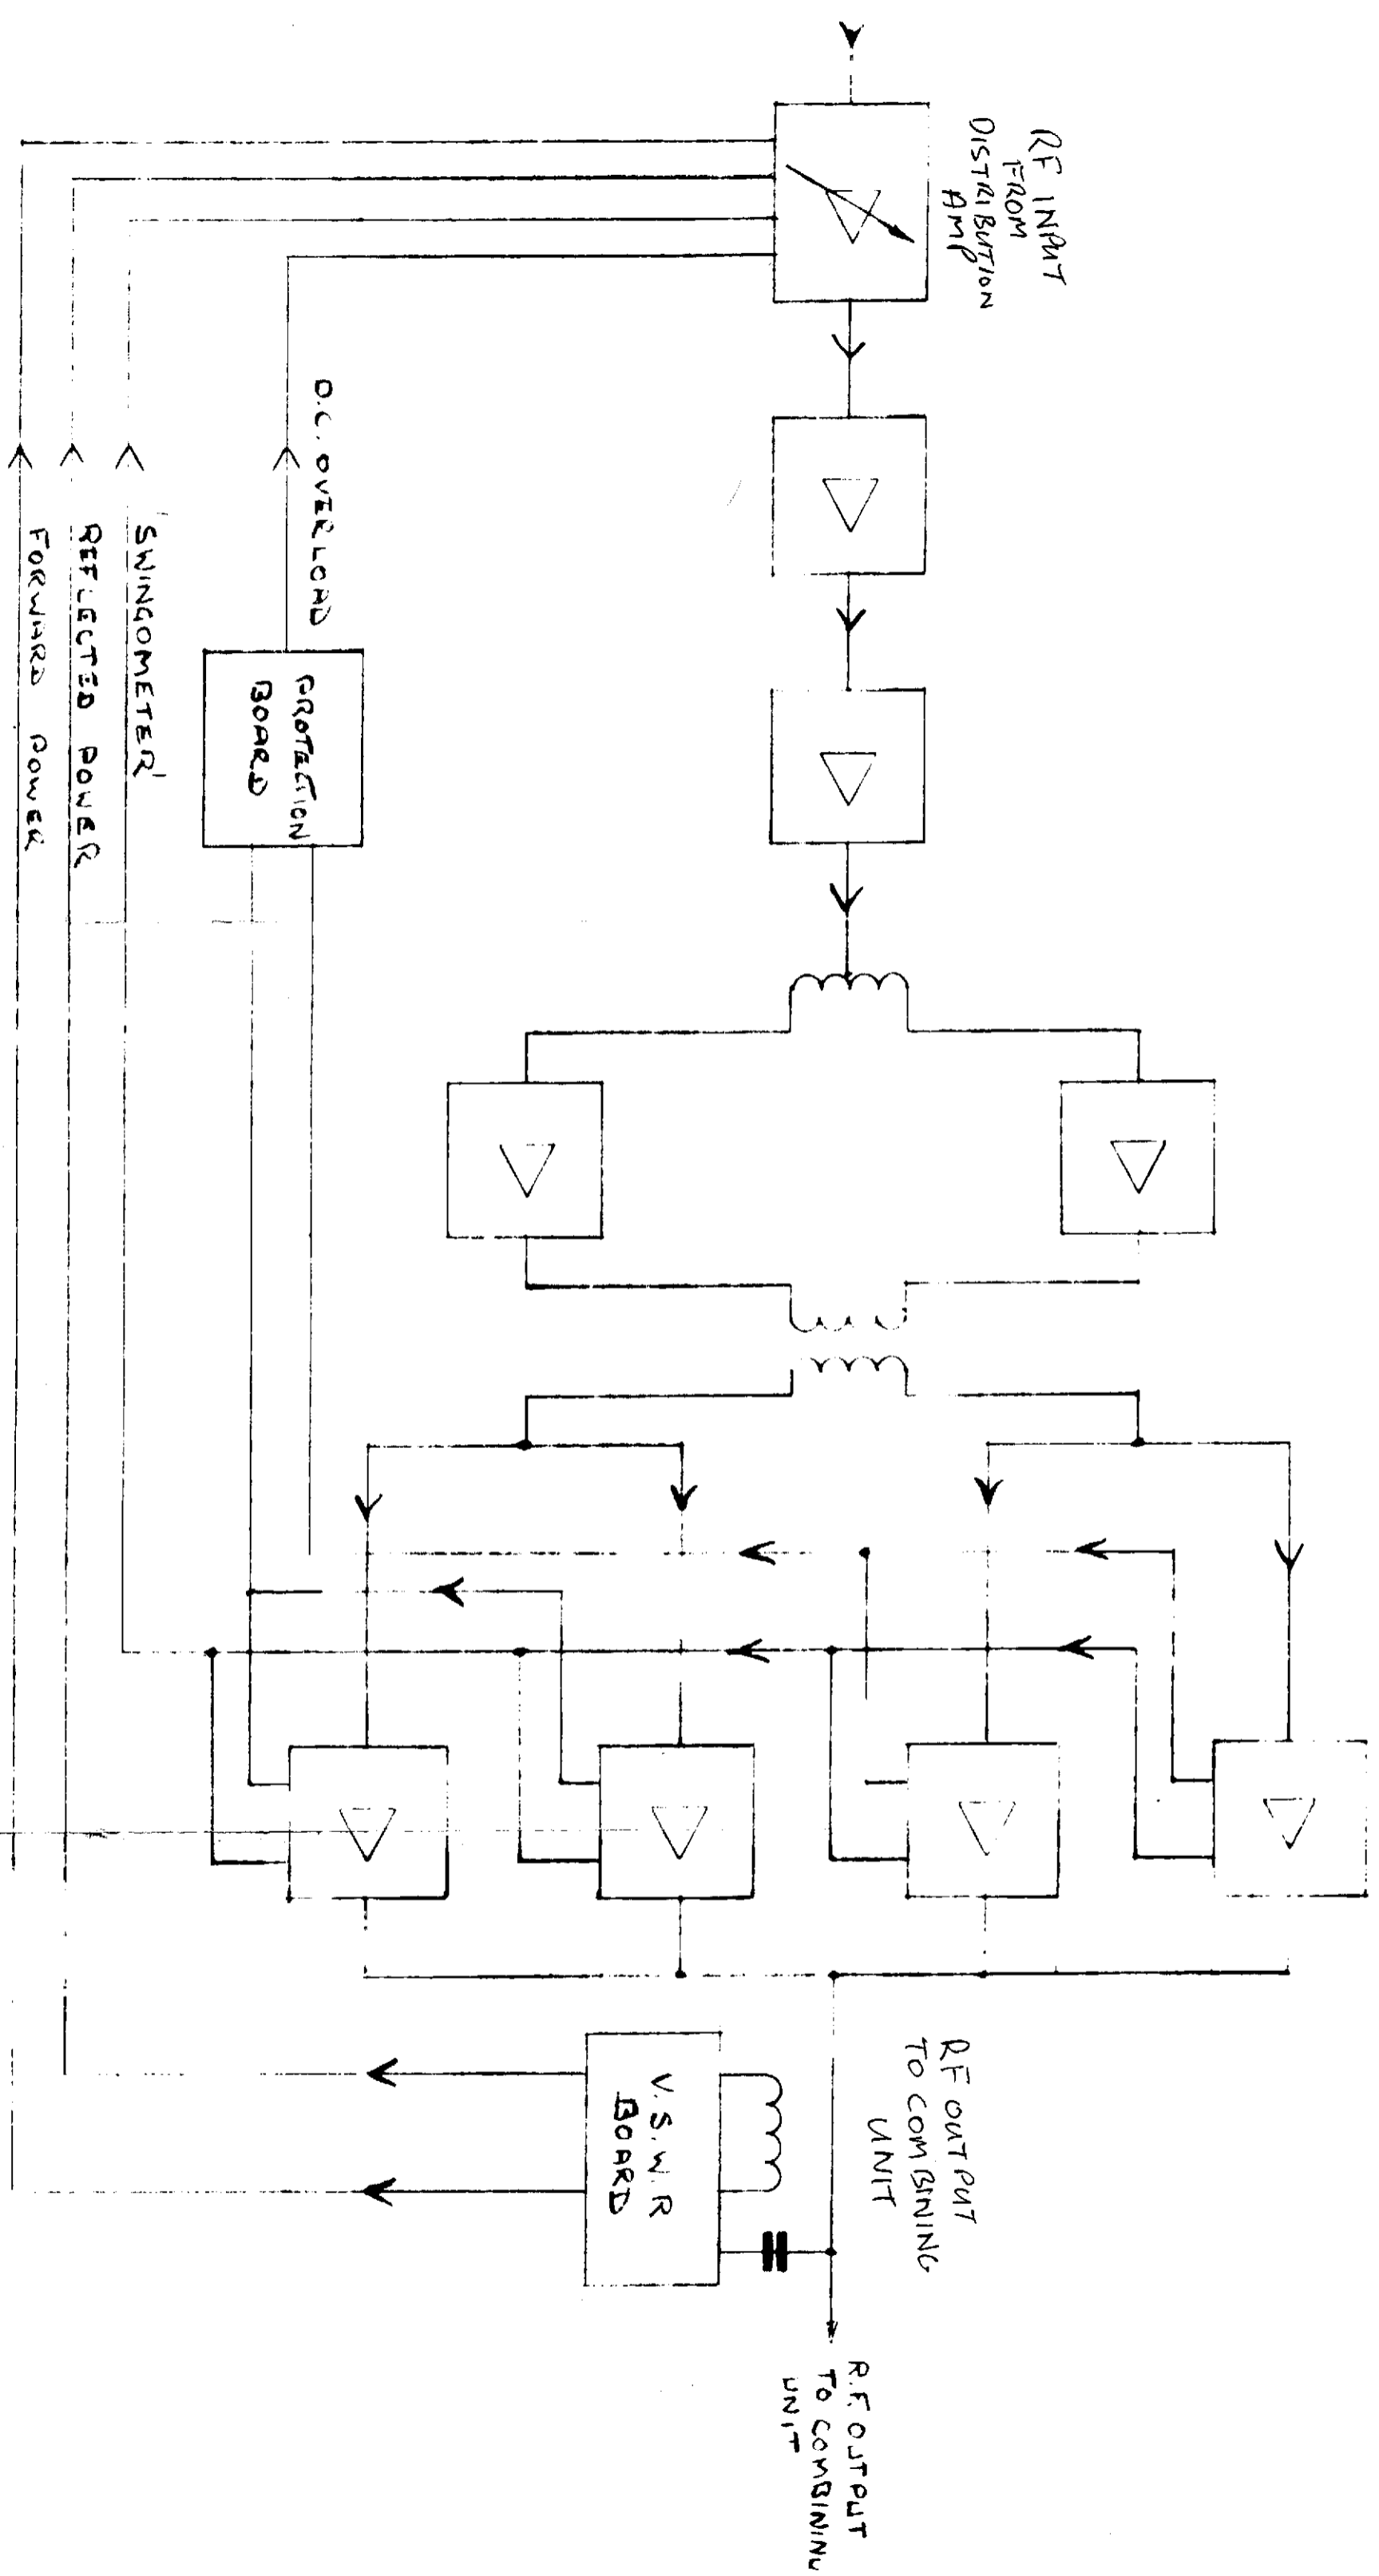 RF INPUT
FROM
DISTRIBUTION
AMP
D.C. OVERLOAD
PROTECTION
BOARD
'SWINGOMETER'
REFLECTED POWER
FORWARD POWER
RF OUTPUT
TO COMBINING
UNIT
V.S.W.R
BOARD
R.F. OUTPUT
TO COMBINING
UNIT